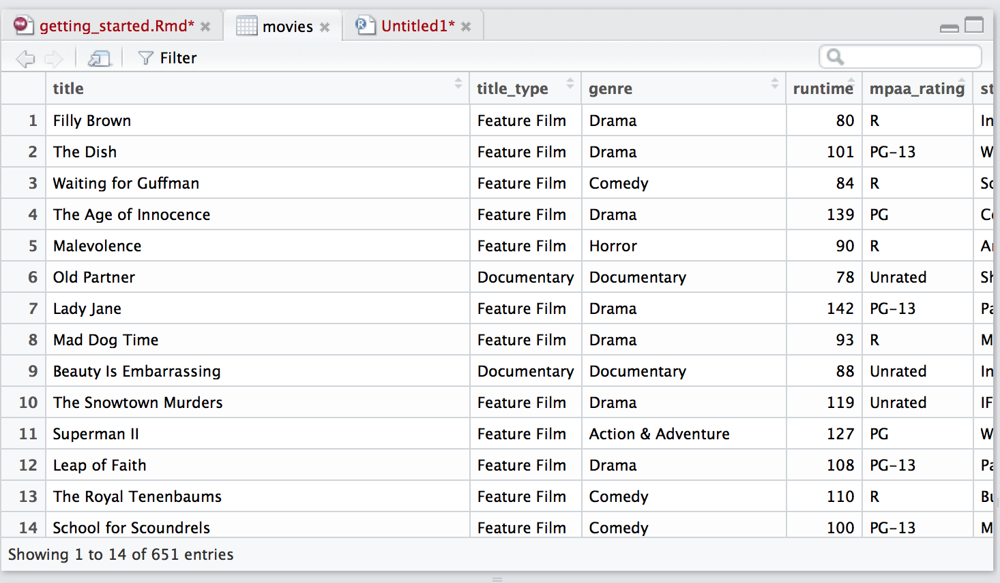 getting_started.Rmd* movies Untitled1*
Filter
title title_type genre runtime mpaa_rating st
1 Filly Brown Feature Film Drama 80 R In
2 The Dish Feature Film Drama 101 PG-13 W
3 Waiting for Guffman Feature Film Comedy 84 R Sc
4 The Age of Innocence Feature Film Drama 139 PG Co
5 Malevolence Feature Film Horror 90 R
6 Old Partner Documentary Documentary 78 Unrated Sh
7 Lady Jane Feature Film Drama 142 PG-13 Pa
8 Mad Dog Time Feature Film Drama 93 R M
9 Beauty Is Embarrassing Documentary Documentary 88 Unrated In
10 The Snowtown Murders Feature Film Drama 119 Unrated IF
11 Superman II Feature Film Action & Adventure 127 PG W
12 Leap of Faith Feature Film Drama 108 PG-13 Pa
13 The Royal Tenenbaums Feature Film Comedy 110 R Bu
14 School for Scoundrels Feature Film Comedy 100 PG-13 M
Showing 1 to 14 of 651 entries